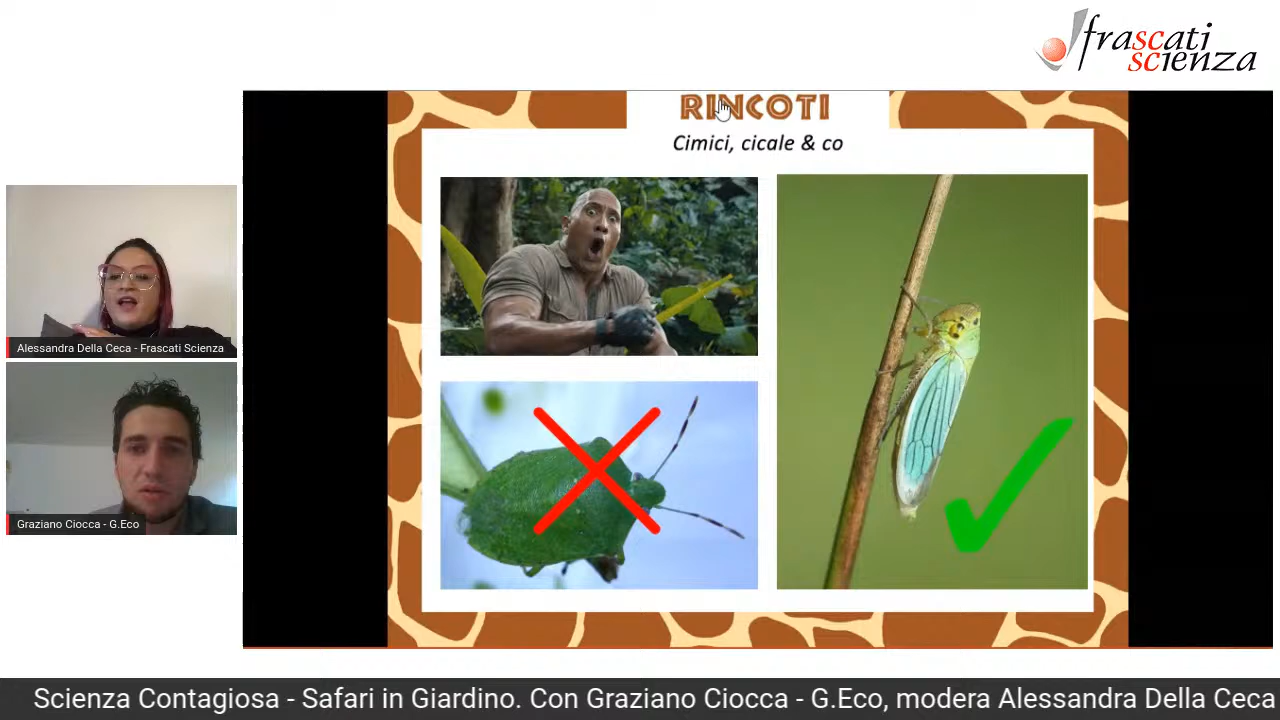 frascati
scienza
RINCOTI
Cimici, cicale & co
Alessandra Della Ceca - Frascati Scienza
Graziano Ciocca - G.Eco
Scienza Contagiosa - Safari in Giardino. Con Graziano Ciocca - G.Eco, modera Alessandra Della Ceca